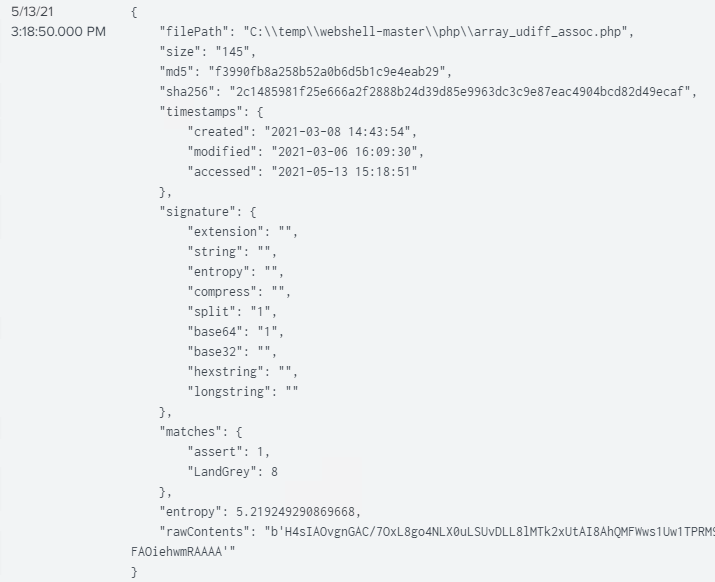 5/13/21 {
3:18:50.000 PM "filePath": "C:\\temp\\webshell-master\\php\\array_udiff_assoc.php",
"size": "145",
"md5": "f3990fb8a258b52a0b6d5b1c9e4eab29",
"sha256": "2c1485981f25e666a2f2888b24d39d85e9963dc3c9e87eac4904bcd82d49ecaf",
"timestamps": {
"created": "2021-03-08 14:43:54",
"modified": "2021-03-06 16:09:30",
"accessed": "2021-05-13 15:18:51"
},
"signature": {
"extension": "",
"string": "",
"entropy": "",
"compress": "",
"split": "1",
"base64": "1",
"base32": "",
"hexstring": "",
"longstring": ""
},
"matches": {
"assert": 1,
"LandGrey": 8
},
"entropy": 5.219249290869668,
"rawContents": "b'H4sIAOvgnGAC/7OxL8go4NLX0uLSUvDLL8lMTk2xUtAI8AhQMFWws1Uw1TPRM9
FAOiehwmRAAAA'"
}